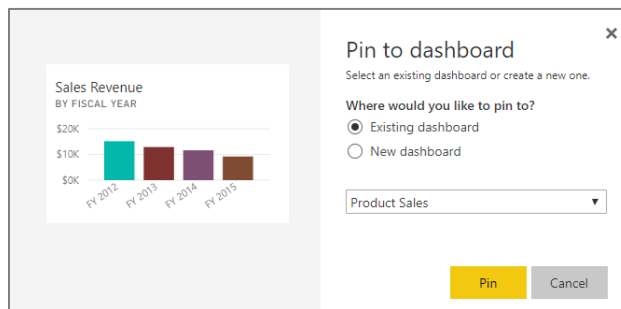 Sales Revenue
BY FISCAL YEAR
$20K
$10K
$0K
FY 2012
FY 2013
FY 2014
FY 2015
Pin to dashboard
Select an existing dashboard or create a new one.
Where would you like to pin to?
Existing dashboard
New dashboard
Product Sales
Pin
Cancel